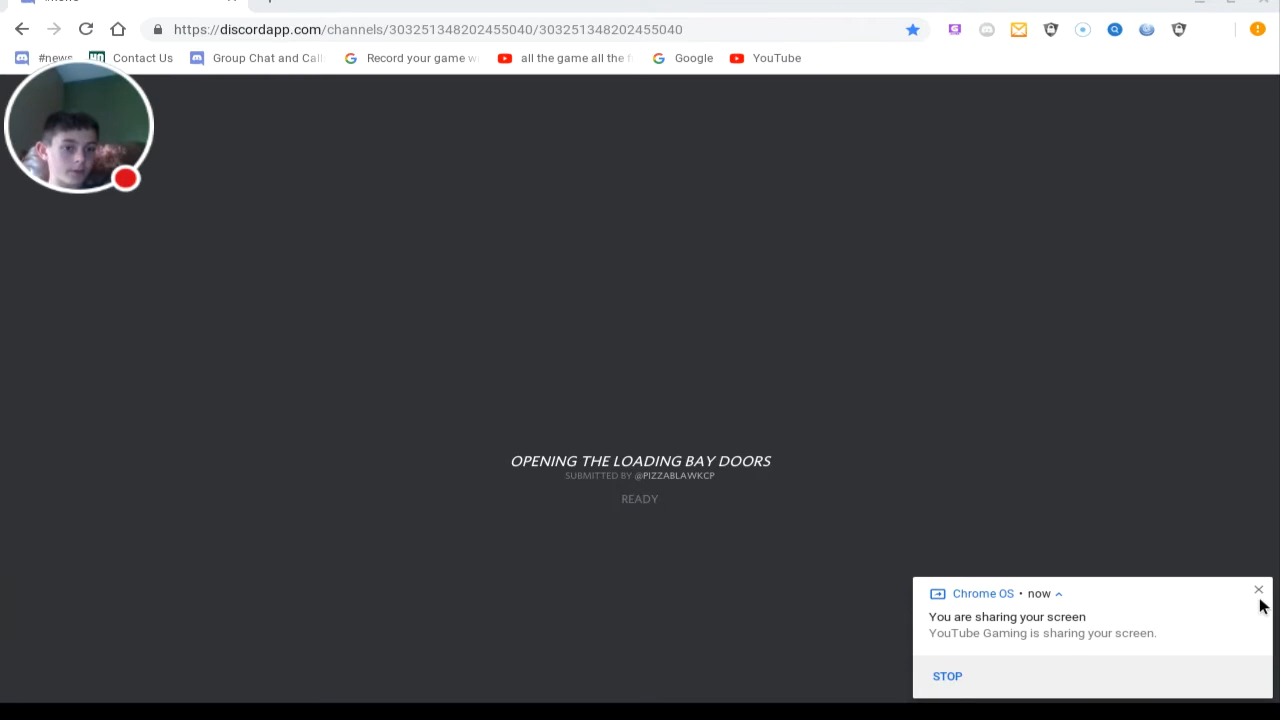 https://discordapp.com/channels/303251348202455040/303251348202455040
#news
Contact Us
Group Chat and Call
Record your game w
all the game all the f
Google
YouTube
OPENING THE LOADING BAY DOORS
SUBMITTED BY @PIZZABLAWKCP
READY
Chrome OS • now
You are sharing your screen
YouTube Gaming is sharing your screen.
STOP